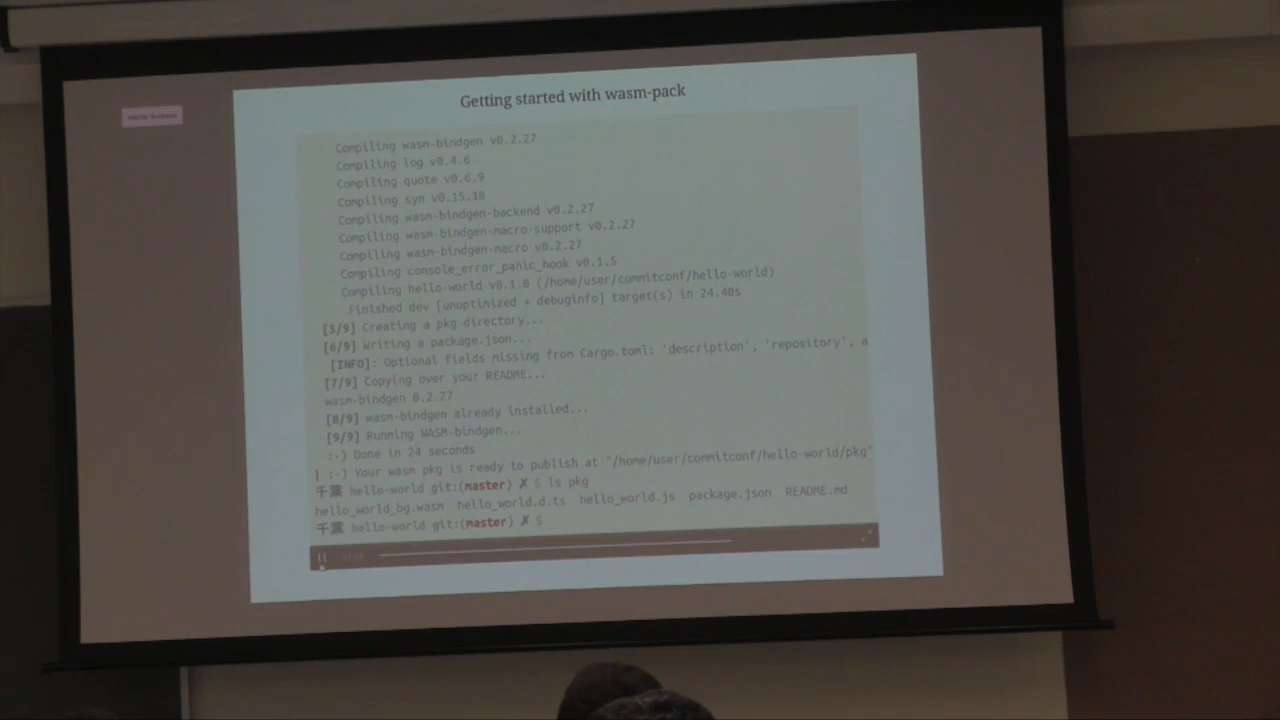 Getting started with wasm-pack
Compiling wasm-bindgen v0.2.27
Compiling log v0.4.6
Compiling quote v0.6.9
Compiling syn v0.15.18
Compiling wasm-bindgen-backend v0.2.27
Compiling wasm-bindgen-macro-support v0.2.27
Compiling wasm-bindgen-macro v0.2.27
Compiling console_error_panic_hook v0.1.5
Compiling hello-world v0.1.0 (/home/user/commitconf/hello-world)
Finished dev [unoptimized + debuginfo] target(s) in 24.40s
[5/9] Creating a pkg directory...
[6/9] Writing a package.json...
[INFO]: Optional fields missing from Cargo.toml: 'description', 'repository', a
[7/9] Copying over your README...
wasm-bindgen 0.2.27
[8/9] wasm-bindgen already installed...
[9/9] Running WASM-bindgen...
:-) Done in 24 seconds
| :-) Your wasm pkg is ready to publish at "/home/user/commitconf/hello-world/pkg"
千葉 hello-world git:(master) ✗ $ ls pkg
hello_world_bg.wasm hello_world.d.ts hello_world.js package.json README.md
千葉 hello-world git:(master) ✗ $